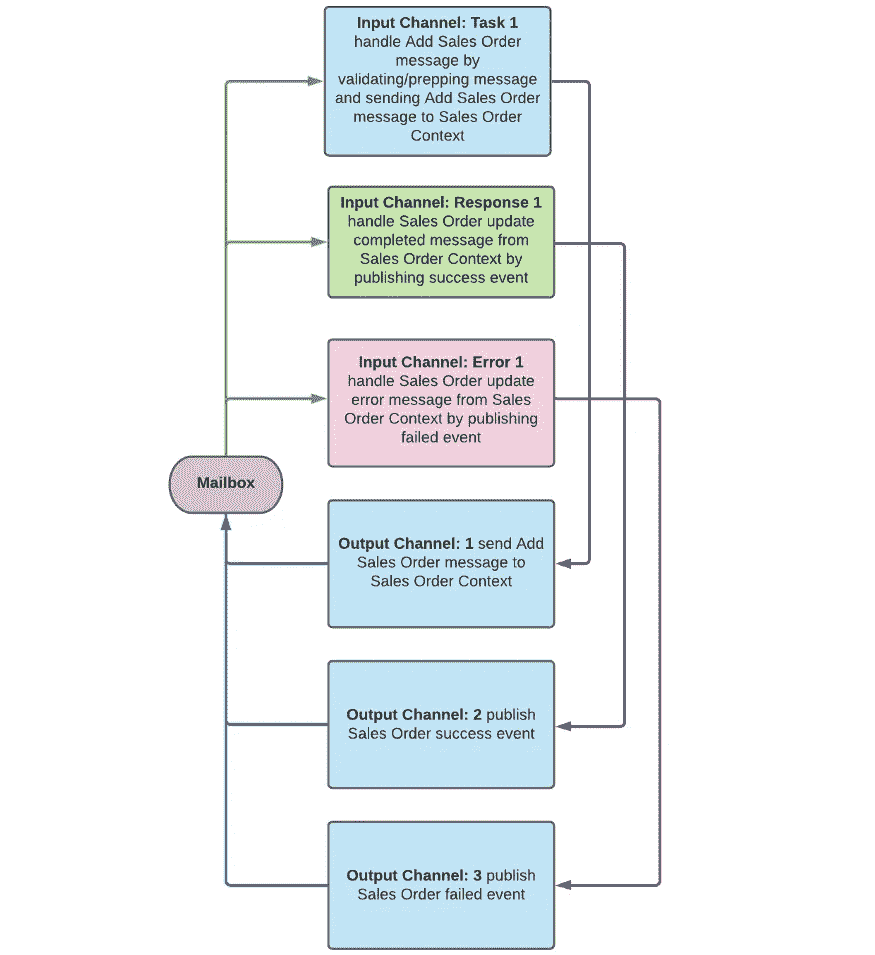 Input Channel: Task 1
handle Add Sales Order
message by
validating/prepping message
and sending Add Sales Order
message to Sales Order
Context
Input Channel: Response 1
handle Sales Order update
completed message from
Sales Order Context by
publishing success event
Input Channel: Error 1
handle Sales Order update
error message from Sales
Order Context by publishing
failed event
Mailbox
Output Channel: 1 send Add
Sales Order message to
Sales Order Context
Output Channel: 2 publish
Sales Order success event
Output Channel: 3 publish
Sales Order failed event